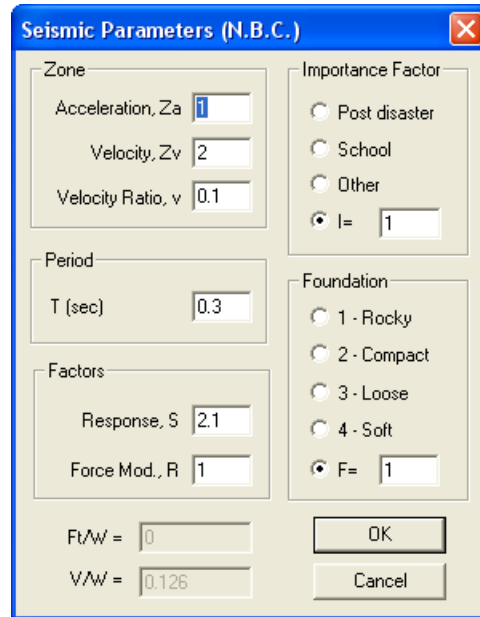 Seismic Parameters (N.B.C.)
Zone
Acceleration, Za 1
Velocity, Zv 2
Velocity Ratio, v 0.1
Period
T (sec) 0.3
Factors
Response, S 2.1
Force Mod., R 1
Ft/W = 0
V/W = 0.126
Importance Factor
Post disaster
School
Other
I= 1
Foundation
1 - Rocky
2 - Compact
3 - Loose
4 - Soft
F= 1
OK
Cancel